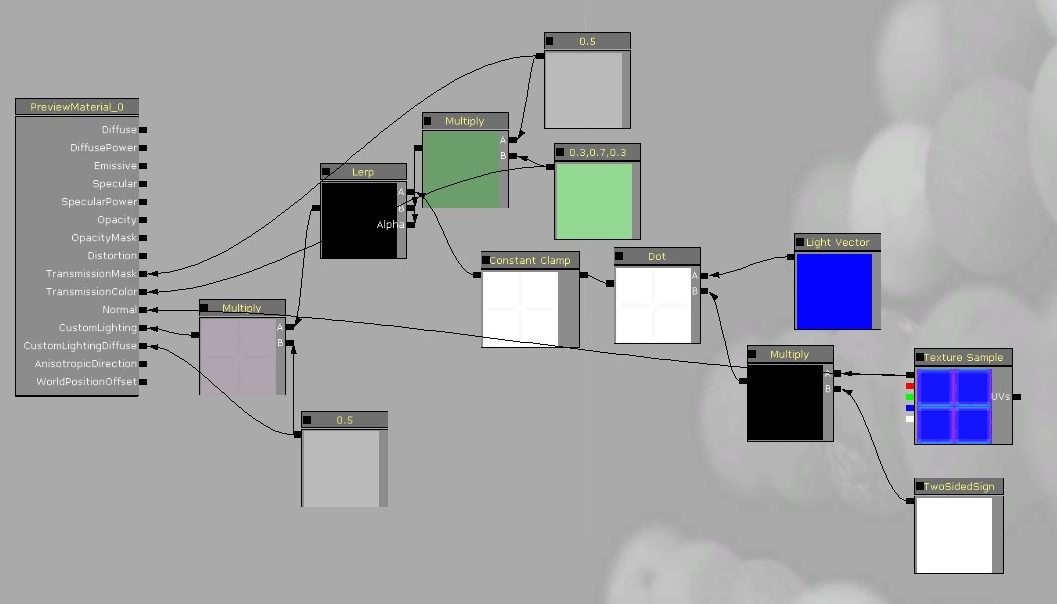 PreviewMaterial_0
Diffuse
DiffusePower
Emissive
Specular
SpecularPower
Opacity
OpacityMask
Distortion
TransmissionMask
TransmissionColor
Normal
CustomLighting
CustomLightingDiffuse
AnisotropicDirection
WorldPositionOffset
Multiply
A
B
0.5
Lerp
A
B
Alpha
Multiply
A
B
0.5
0.3,0.7,0.3
Constant Clamp
Dot
A
B
Light Vector
Multiply
A
B
Texture Sample
UVs
TwoSidedSign